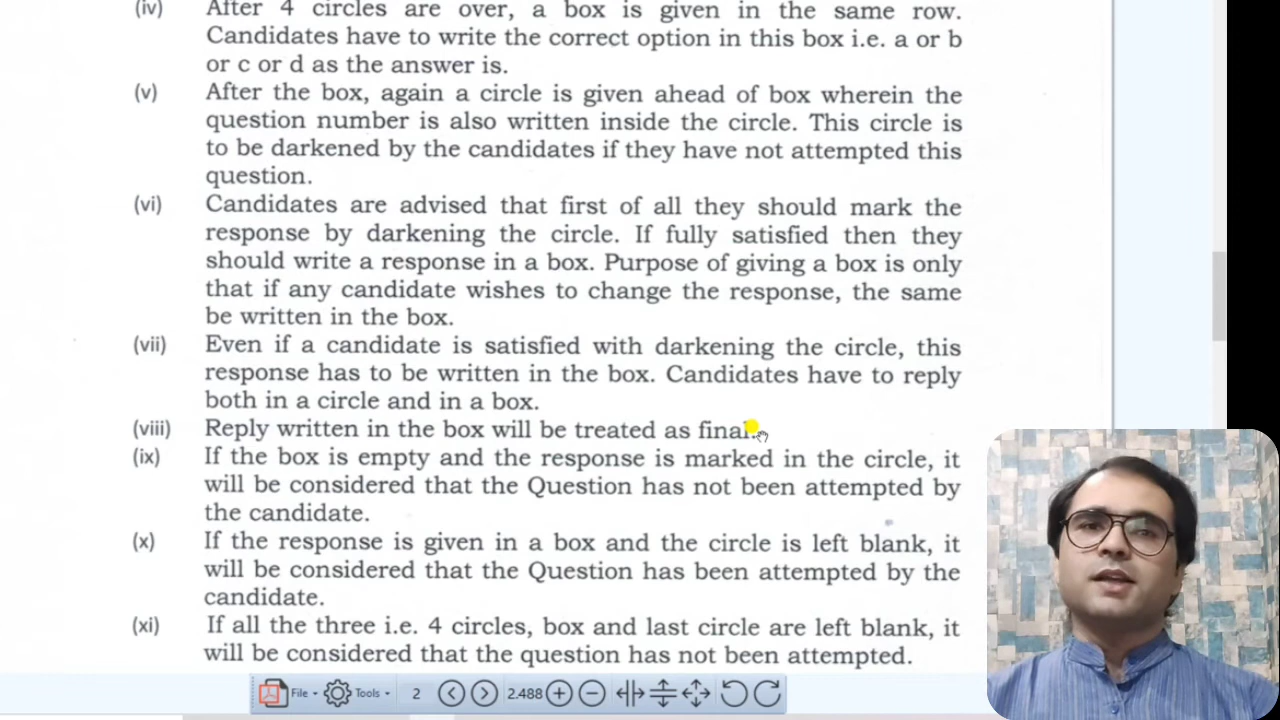 (iv) After 4 circles are over, a box is given in the same row.
Candidates have to write the correct option in this box i.e. a or b
or c or d as the answer is.
(v) After the box, again a circle is given ahead of box wherein the
question number is also written inside the circle. This circle is
to be darkened by the candidates if they have not attempted this
question.
(vi) Candidates are advised that first of all they should mark the
response by darkening the circle. If fully satisfied then they
should write a response in a box. Purpose of giving a box is only
that if any candidate wishes to change the response, the same
be written in the box.
(vii) Even if a candidate is satisfied with darkening the circle, this
response has to be written in the box. Candidates have to reply
both in a circle and in a box.
(viii) Reply written in the box will be treated as final.
(ix) If the box is empty and the response is marked in the circle, it
will be considered that the Question has not been attempted by
the candidate.
(x) If the response is given in a box and the circle is left blank, it
will be considered that the Question has been attempted by the
candidate.
(xi) If all the three i.e. 4 circles, box and last circle are left blank, it
will be considered that the question has not been attempted.
File Tools 2 2.488